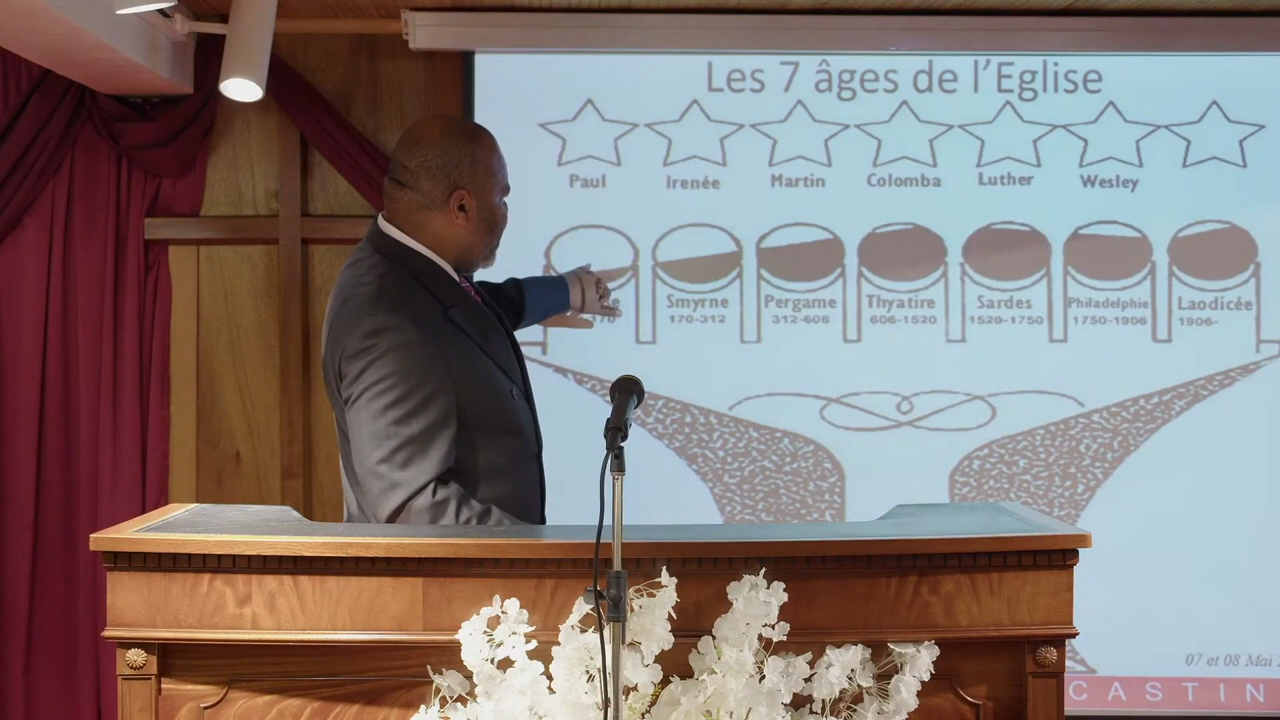 Les 7 âges de l'Eglise
Paul Irenée Martin Colomba Luther Wesley
Smyrne Pergame Thyatire Sardes Philadelphie Laodicée
170 170-312 312-606 606-1520 1520-1750 1750-1906 1906-
07 et 08 Mai
CASTIN